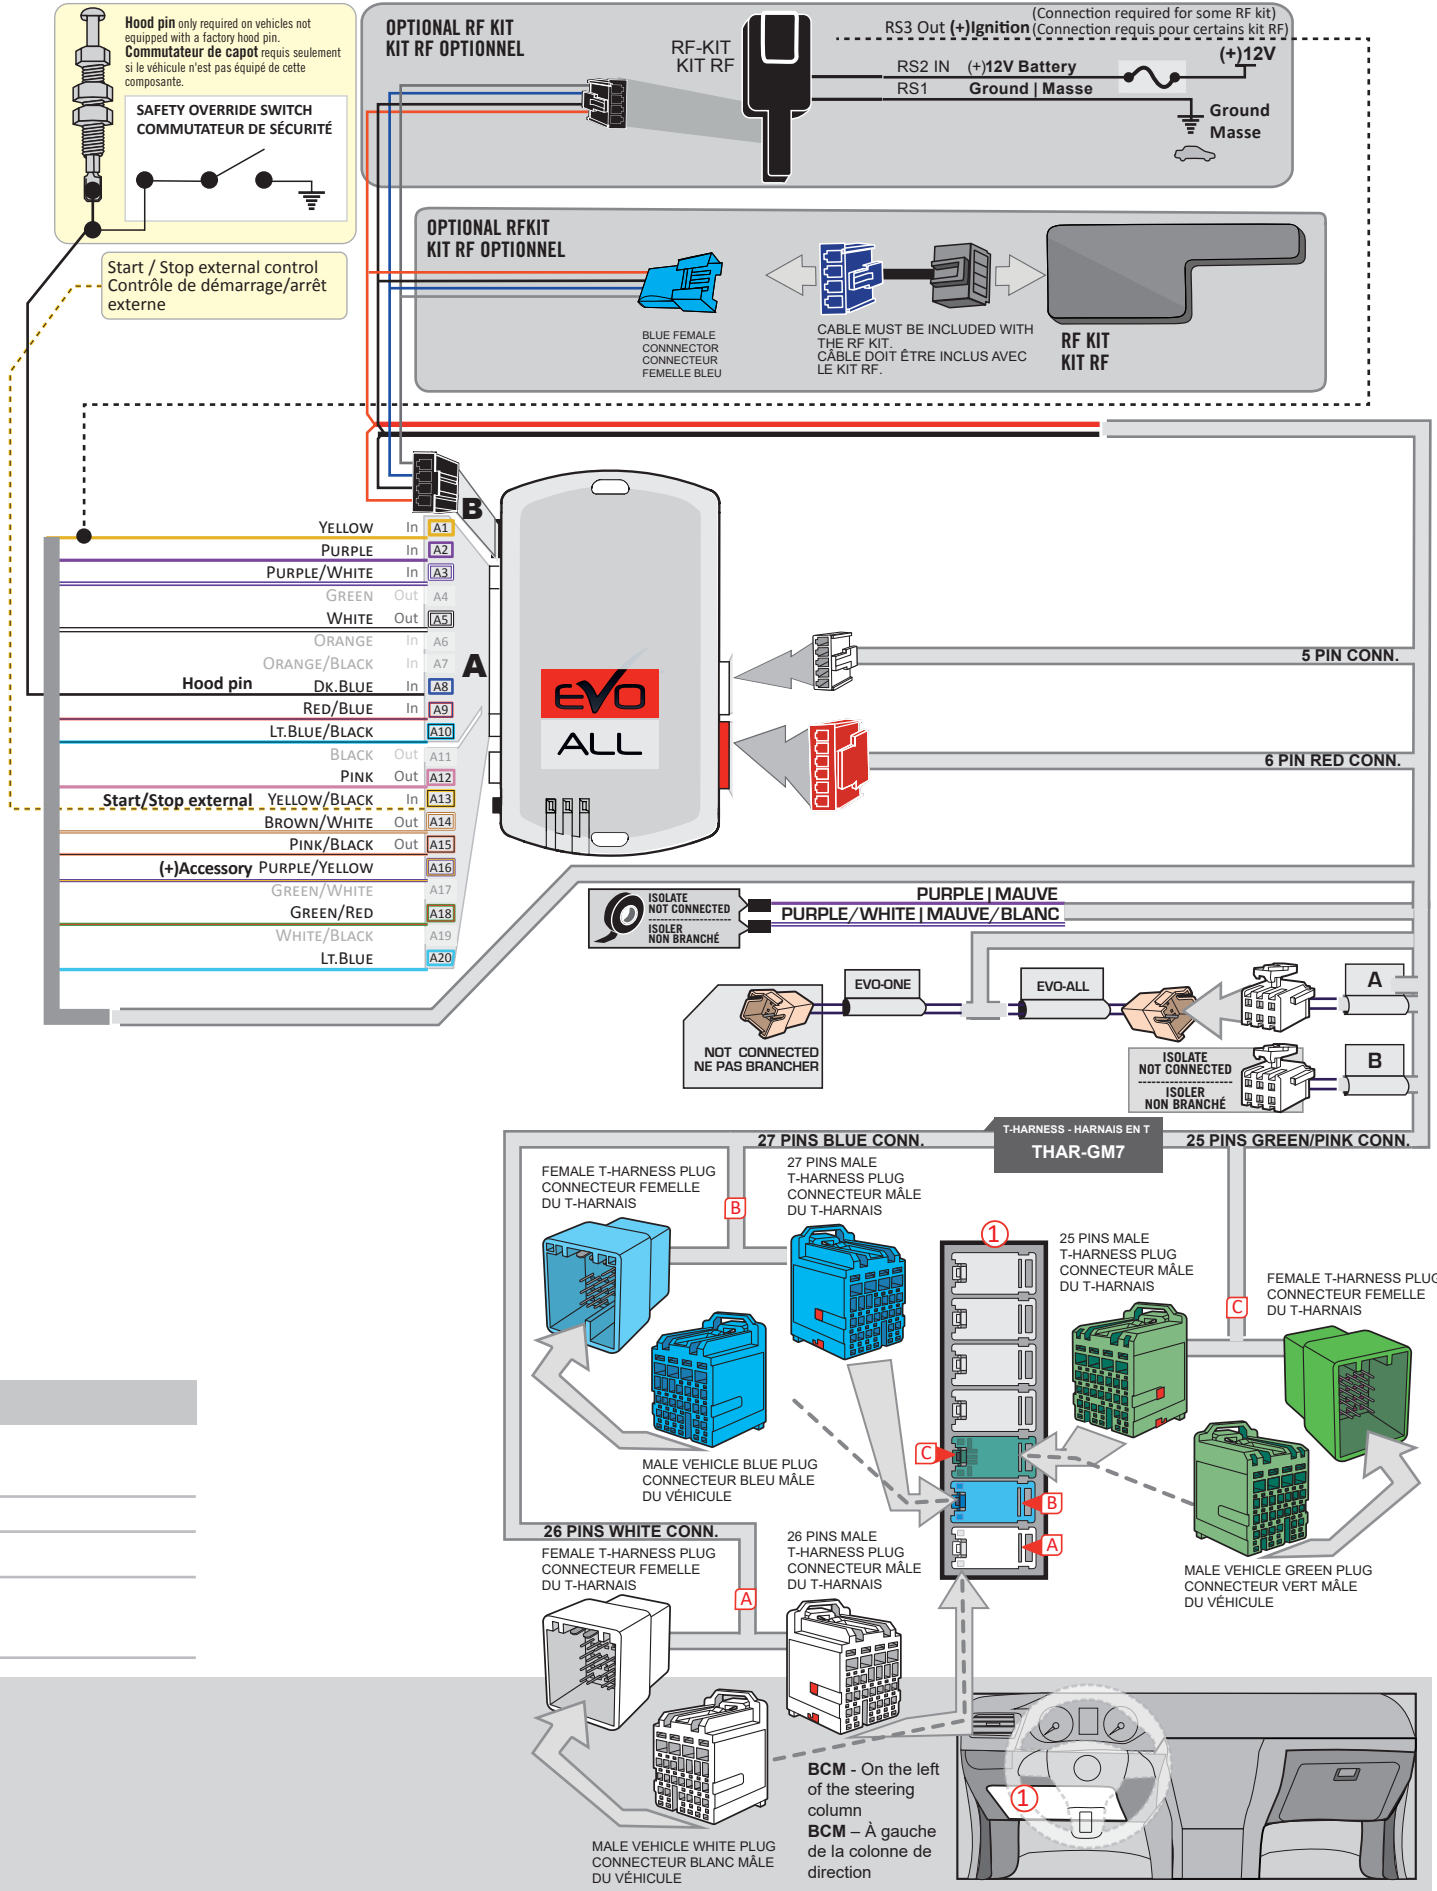 Hood pin only required on vehicles not
equipped with a factory hood pin.
Commutateur de capot requis seulement
si le véhicule n'est pas équipé de cette
composante.
SAFETY OVERRIDE SWITCH
COMMUTATEUR DE SÉCURITÉ
Start / Stop external control
Contrôle de démarrage/arrêt
externe
OPTIONAL RF KIT
KIT RF OPTIONNEL
RF-KIT
KIT RF
RS3 Out (+)Ignition
(Connection required for some RF kit)
(Connection requis pour certains kit RF)
(+)12V
RS2 IN (+)12V Battery
RS1 Ground | Masse
Ground
Masse
OPTIONAL RFKIT
KIT RF OPTIONNEL
BLUE FEMALE
CONNNECTOR
CONNECTEUR
FEMELLE BLEU
CABLE MUST BE INCLUDED WITH
THE RF KIT.
CÂBLE DOIT ÊTRE INCLUS AVEC
LE KIT RF.
RF KIT
KIT RF
B
A
YELLOW In A1
PURPLE In A2
PURPLE/WHITE In A3
GREEN Out A4
WHITE Out A5
ORANGE In A6
ORANGE/BLACK In A7
Hood pin DK.BLUE In A8
RED/BLUE In A9
LT.BLUE/BLACK A10
BLACK Out A11
PINK Out A12
Start/Stop external YELLOW/BLACK In A13
BROWN/WHITE Out A14
PINK/BLACK Out A15
(+)Accessory PURPLE/YELLOW A16
GREEN/WHITE A17
GREEN/RED A18
WHITE/BLACK A19
LT.BLUE A20
EVO
ALL
5 PIN CONN.
6 PIN RED CONN.
ISOLATE
NOT CONNECTED
ISOLER
NON BRANCHÉ
PURPLE | MAUVE
PURPLE/WHITE | MAUVE/BLANC
EVO-ONE
EVO-ALL
A
NOT CONNECTED
NE PAS BRANCHER
ISOLATE
NOT CONNECTED
ISOLER
NON BRANCHÉ
B
T-HARNESS - HARNAIS EN T
THAR-GM7
27 PINS BLUE CONN.
25 PINS GREEN/PINK CONN.
FEMALE T-HARNESS PLUG
CONNECTEUR FEMELLE
DU T-HARNAIS
B
27 PINS MALE
T-HARNESS PLUG
CONNECTEUR MÂLE
DU T-HARNAIS
1
25 PINS MALE
T-HARNESS PLUG
CONNECTEUR MÂLE
DU T-HARNAIS
C
FEMALE T-HARNESS PLUG
CONNECTEUR FEMELLE
DU T-HARNAIS
MALE VEHICLE BLUE PLUG
CONNECTEUR BLEU MÂLE
DU VÉHICULE
C
B
A
MALE VEHICLE GREEN PLUG
CONNECTEUR VERT MÂLE
DU VÉHICULE
26 PINS WHITE CONN.
FEMALE T-HARNESS PLUG
CONNECTEUR FEMELLE
DU T-HARNAIS
A
26 PINS MALE
T-HARNESS PLUG
CONNECTEUR MÂLE
DU T-HARNAIS
MALE VEHICLE WHITE PLUG
CONNECTEUR BLANC MÂLE
DU VÉHICULE
BCM - On the left
of the steering
column
BCM – À gauche
de la colonne de
direction
1